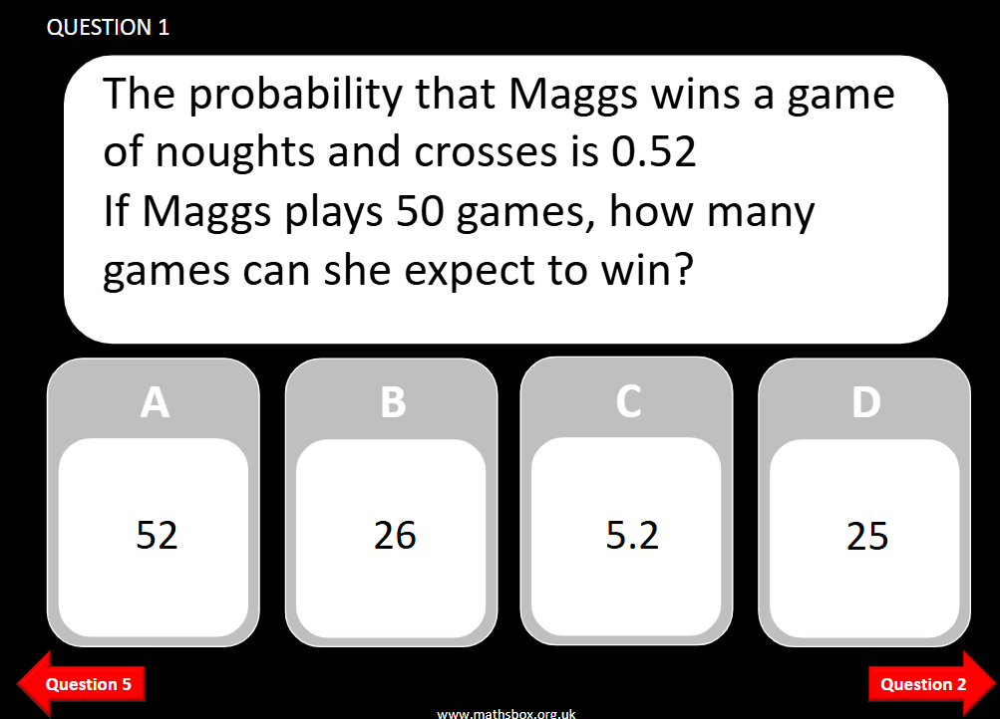 QUESTION 1
The probability that Maggs wins a game
of noughts and crosses is 0.52
If Maggs plays 50 games, how many
games can she expect to win?
A
B
C
D
52
26
5.2
25
Question 5
Question 2
www.mathsbox.org.uk